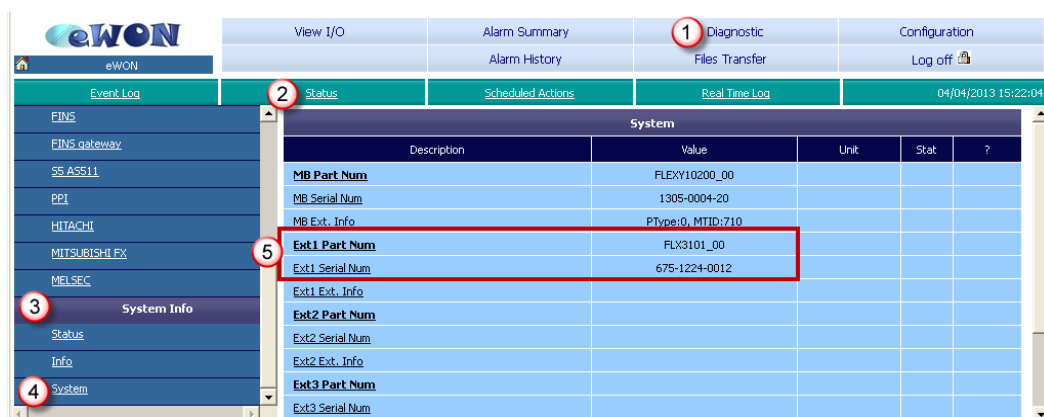 eWON
View I/O
Alarm Summary
1
Diagnostic
Configuration
eWON
Alarm History
Files Transfer
Log off
Event Log
2
Status
Scheduled Actions
Real Time Log
04/04/2013 15:22:04
FINS
FINS gateway
S5 AS511
PPI
HITACHI
MITSUBISHI FX
MELSEC
3
System Info
Status
Info
4
System
System
Description Value Unit Stat ?
MB Part Num FLEXY10200_00
MB Serial Num 1305-0004-20
MB Ext. Info PType:0, MTID:710
5
Ext1 Part Num FLX3101_00
Ext1 Serial Num 675-1224-0012
Ext1 Ext. Info
Ext2 Part Num
Ext2 Serial Num
Ext2 Ext. Info
Ext3 Part Num
Ext3 Serial Num